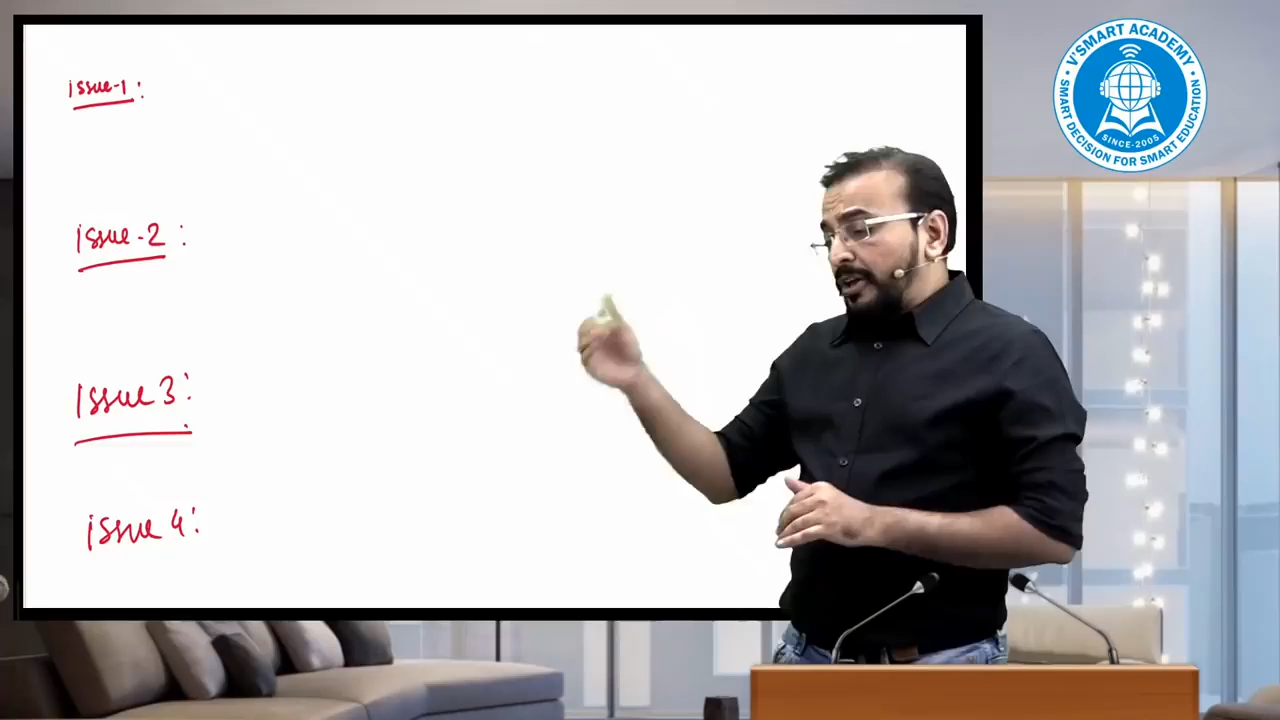 issue-1:
issue-2:
issue 3:
issue 4:
V'SMART ACADEMY
SINCE-2005
SMART DECISION FOR SMART EDUCATION